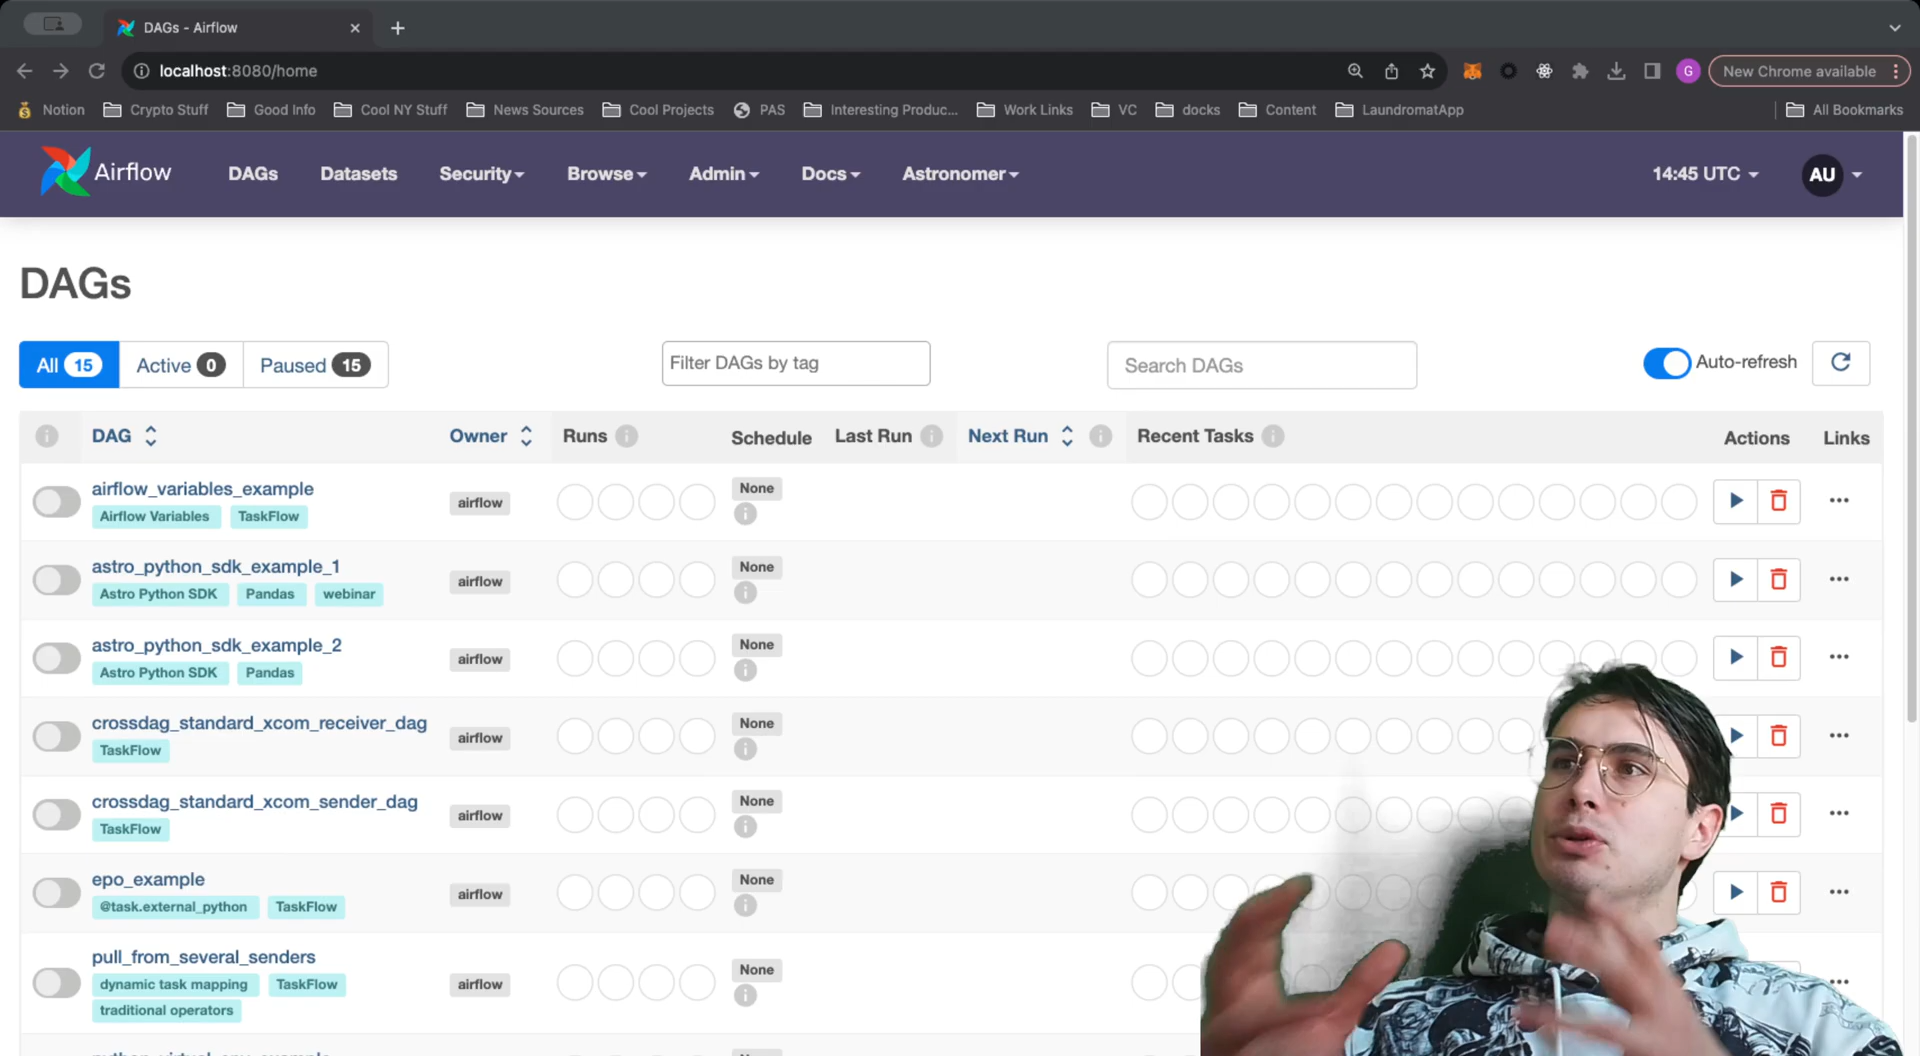 DAGs - Airflow
localhost:8080/home
G
New Chrome available
Notion
Crypto Stuff
Good Info
Cool NY Stuff
News Sources
Cool Projects
PAS
Interesting Produc...
Work Links
VC
docks
Content
LaundromatApp
All Bookmarks
Airflow
DAGs
Datasets
Security
Browse
Admin
Docs
Astronomer
14:45 UTC
AU
DAGs
All 15
Active 0
Paused 15
Filter DAGs by tag
Search DAGs
Auto-refresh
DAG
Owner
Runs
Schedule
Last Run
Next Run
Recent Tasks
Actions
Links
airflow_variables_example
Airflow Variables
TaskFlow
airflow
None
astro_python_sdk_example_1
Astro Python SDK
Pandas
webinar
airflow
None
astro_python_sdk_example_2
Astro Python SDK
Pandas
airflow
None
crossdag_standard_xcom_receiver_dag
TaskFlow
airflow
None
crossdag_standard_xcom_sender_dag
TaskFlow
airflow
None
epo_example
@task.external_python
TaskFlow
airflow
None
pull_from_several_senders
dynamic task mapping
TaskFlow
traditional operators
airflow
None